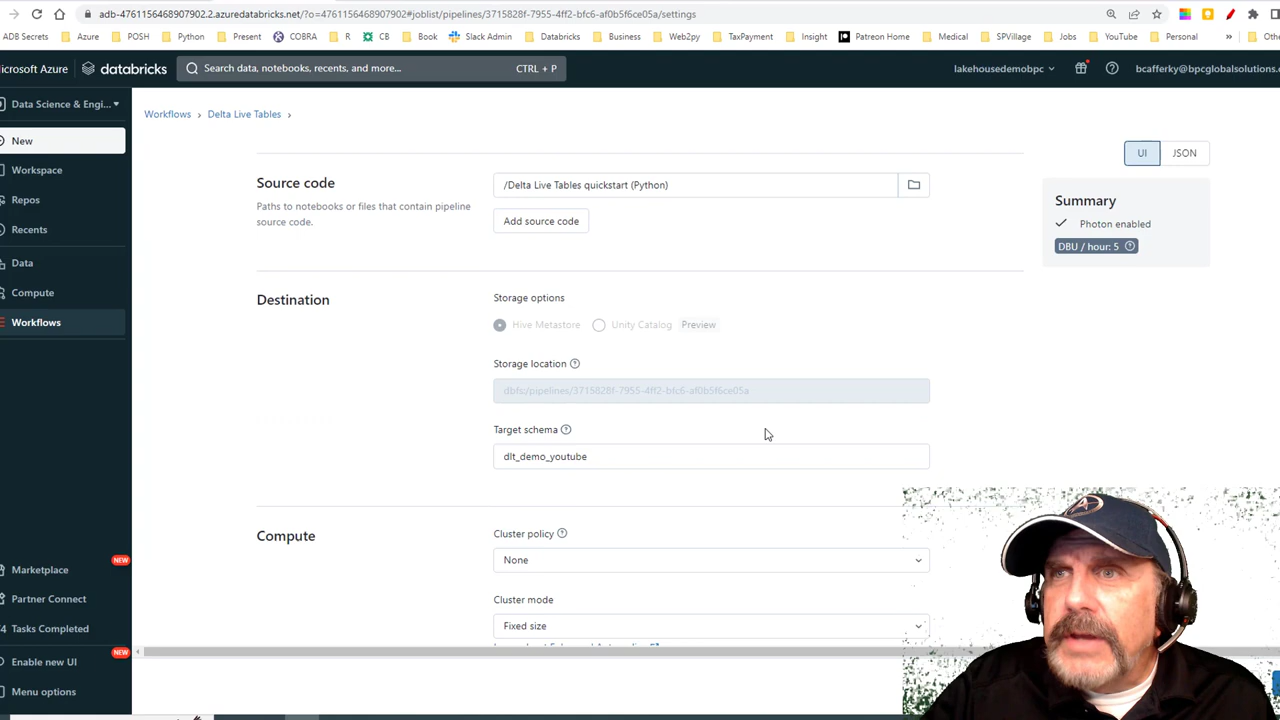 adb-4761156468907902.2.azuredatabricks.net/?o=4761156468907902#joblist/pipelines/3715828f-7955-4ff2-bfc6-af0b5f6ce05a/settings
ADB Secrets Azure POSH Python Present COBRA R CB Book Slack Admin Databricks Business Web2py TaxPayment Insight Patreon Home Medical SPVillage Jobs YouTube Personal » Othe
icrosoft Azure databricks Search data, notebooks, recents, and more... CTRL + P lakehousedemobpc bcafferky@bpcglobalsolutions.c
Data Science & Engi...
New
Workspace
Repos
Recents
Data
Compute
Workflows
Marketplace NEW
Partner Connect
Tasks Completed
Enable new UI NEW
Menu options
Workflows › Delta Live Tables ›
UI JSON
Source code
Paths to notebooks or files that contain pipeline
source code.
/Delta Live Tables quickstart (Python)
Add source code
Summary
Photon enabled
DBU / hour: 5
Destination
Storage options
Hive Metastore Unity Catalog Preview
Storage location
dbfs:/pipelines/3715828f-7955-4ff2-bfc6-af0b5f6ce05a
Target schema
dlt_demo_youtube
Compute
Cluster policy
None
Cluster mode
Fixed size